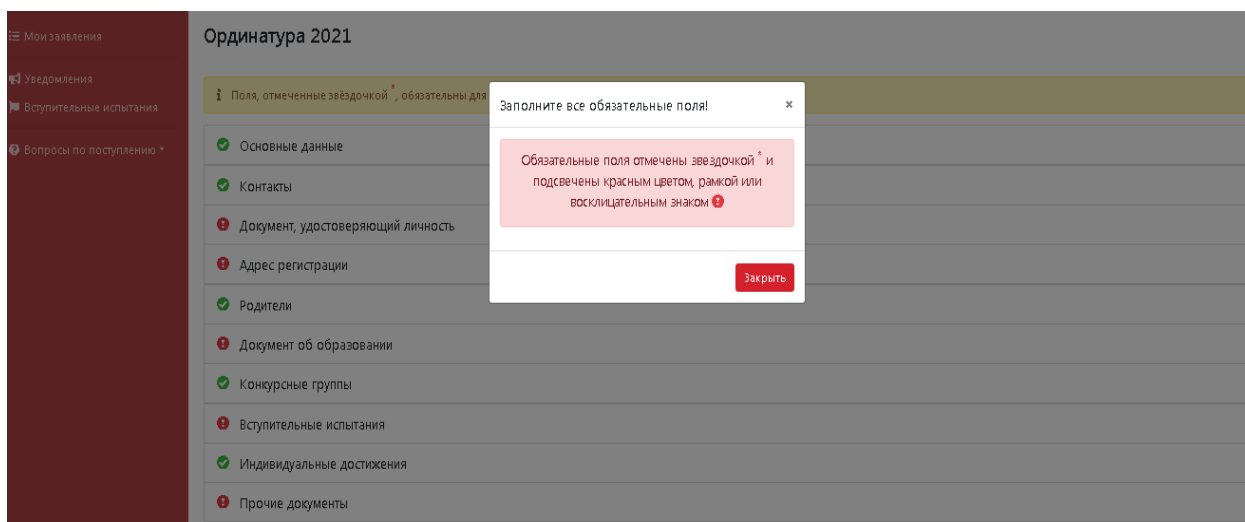 Мои заявления
Уведомления
Вступительные испытания
Вопросы по поступлению
Ординатура 2021
Поля, отмеченные звёздочкой *, обязательны для
Основные данные
Контакты
Документ, удостоверяющий личность
Адрес регистрации
Родители
Документ об образовании
Конкурсные группы
Вступительные испытания
Индивидуальные достижения
Прочие документы
Заполните все обязательные поля! ×
Обязательные поля отмечены звездочкой * и
подсвечены красным цветом, рамкой или
восклицательным знаком
Закрыть